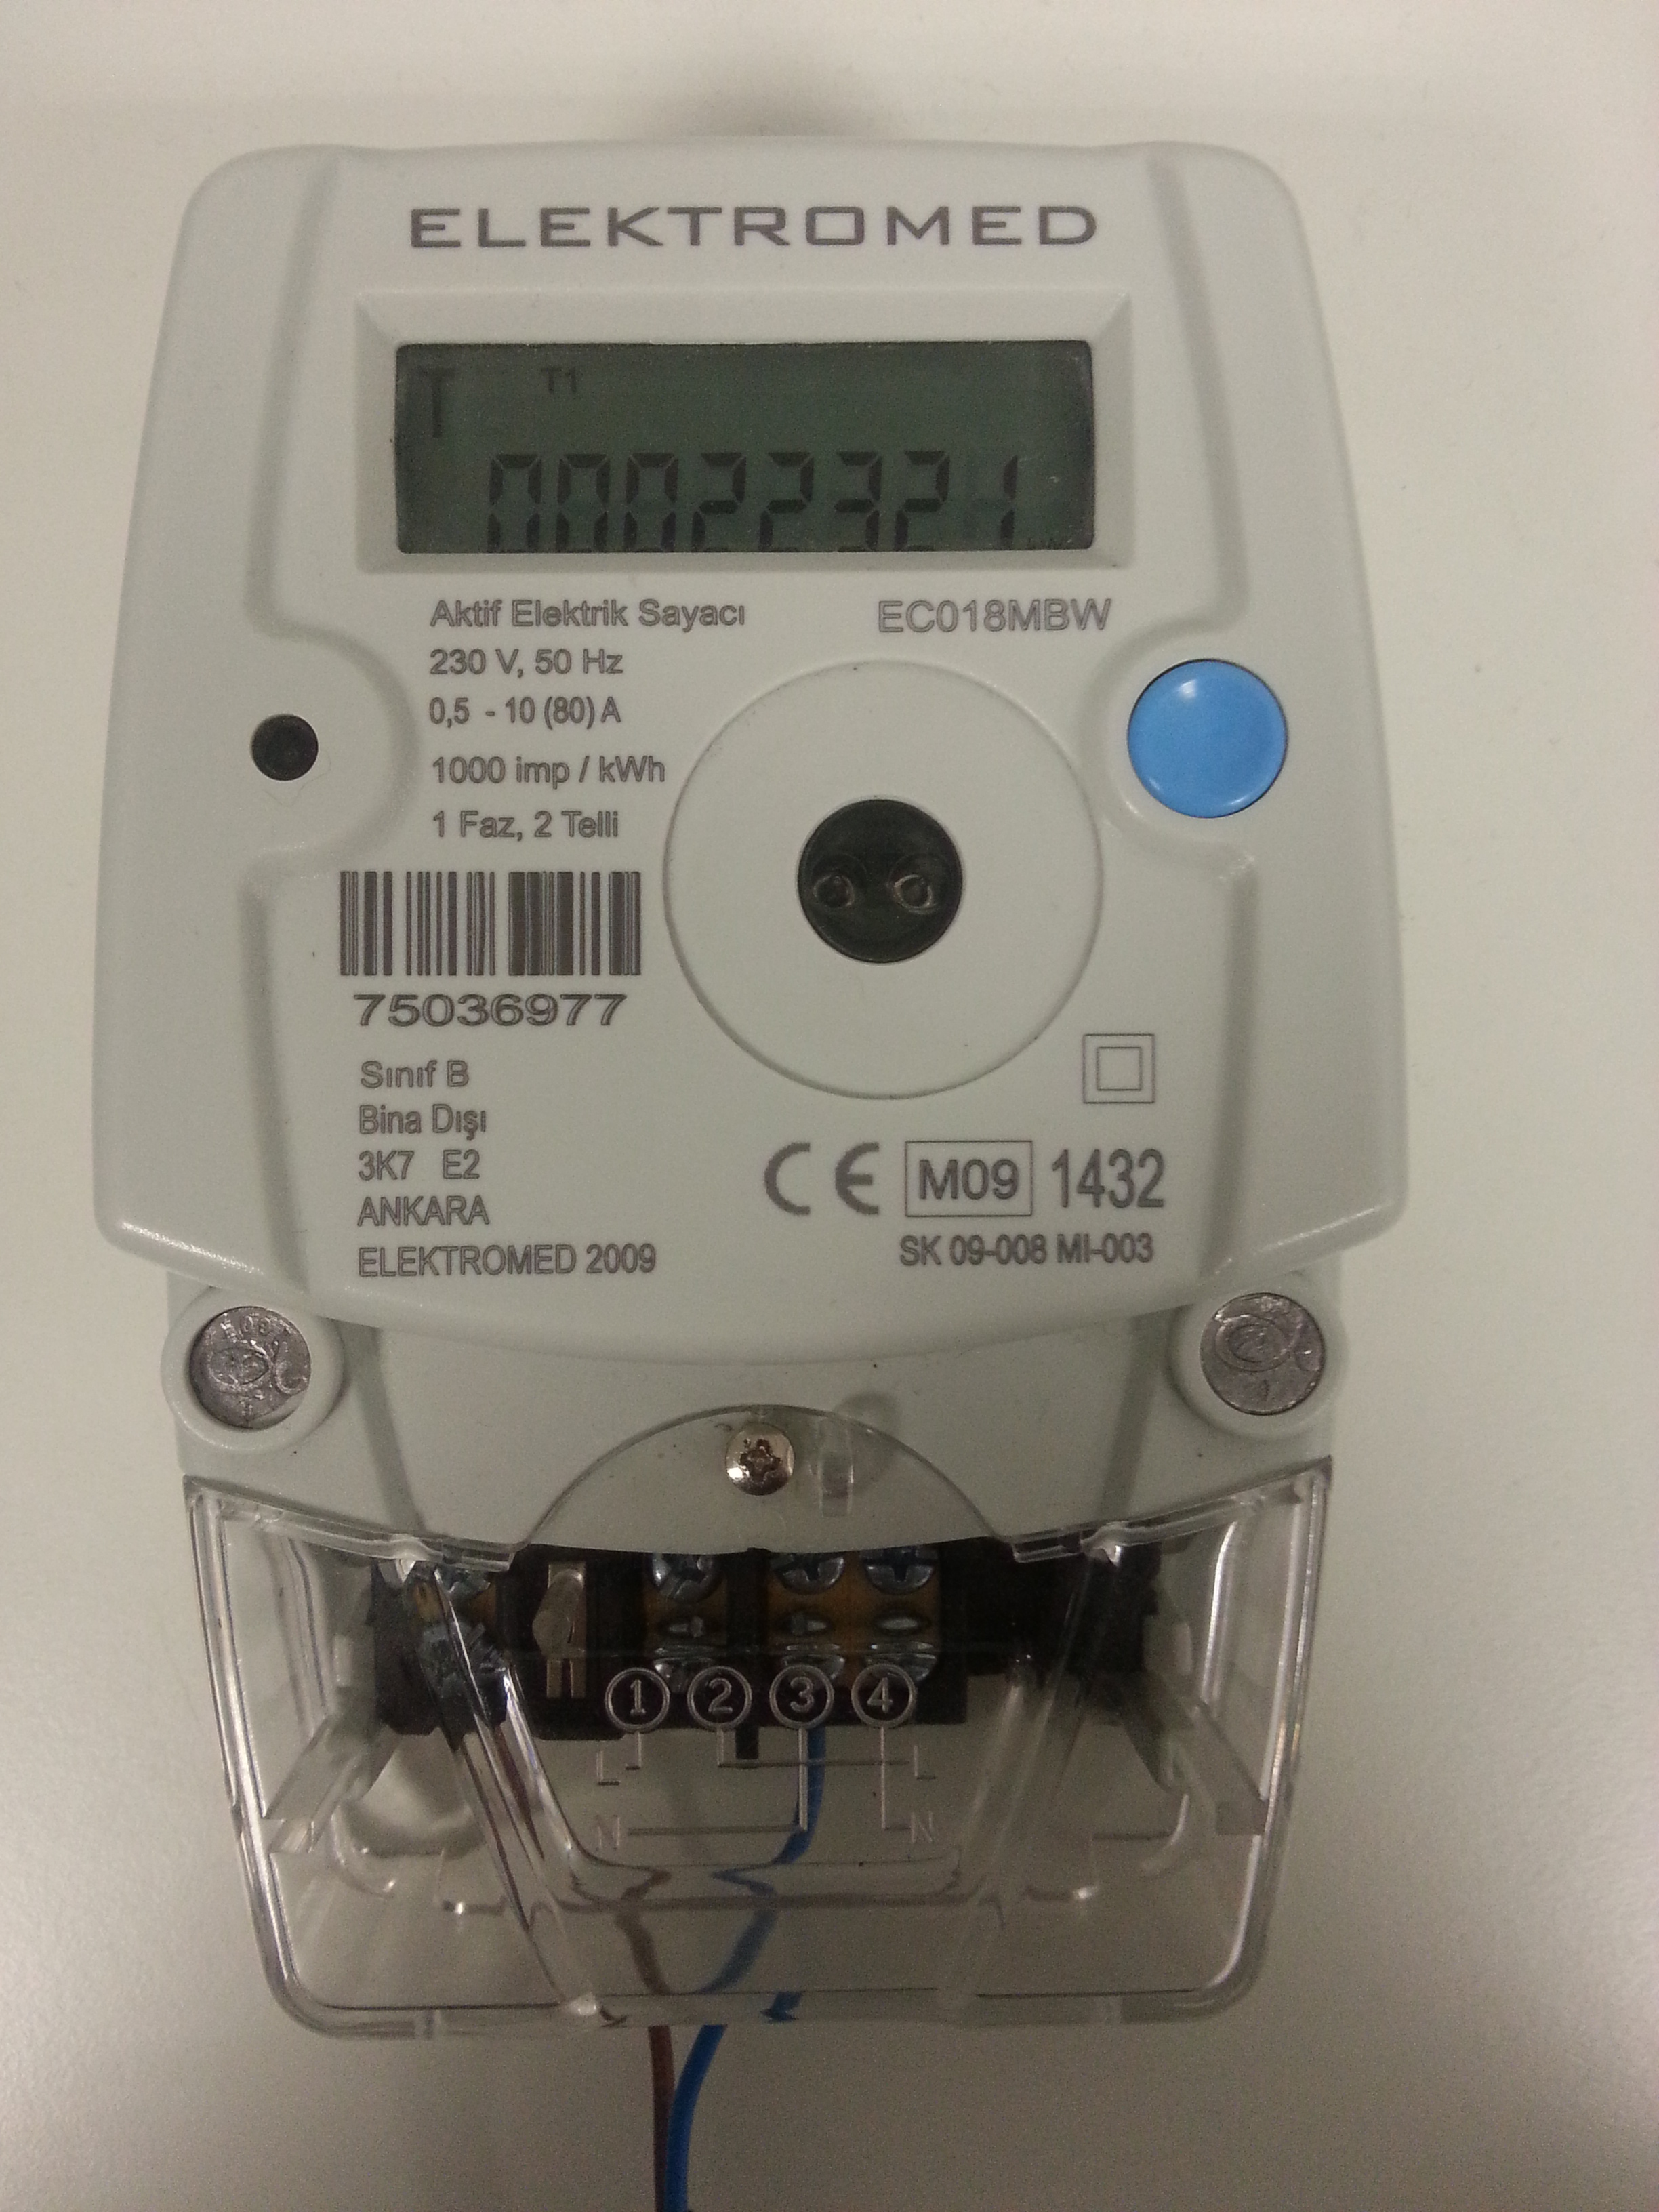 ELEKTROMED
T T1
00022321
Aktif Elektrik Sayacı EC018MBW
230 V, 50 Hz
0,5 - 10 (80) A
1000 imp / kWh
1 Faz, 2 Telli
75036977
Sınıf B
Bina Dışı
3K7 E2
ANKARA
ELEKTROMED 2009
CE M09 1432
SK 09-008 MI-003
1 2 3 4
L L
N N